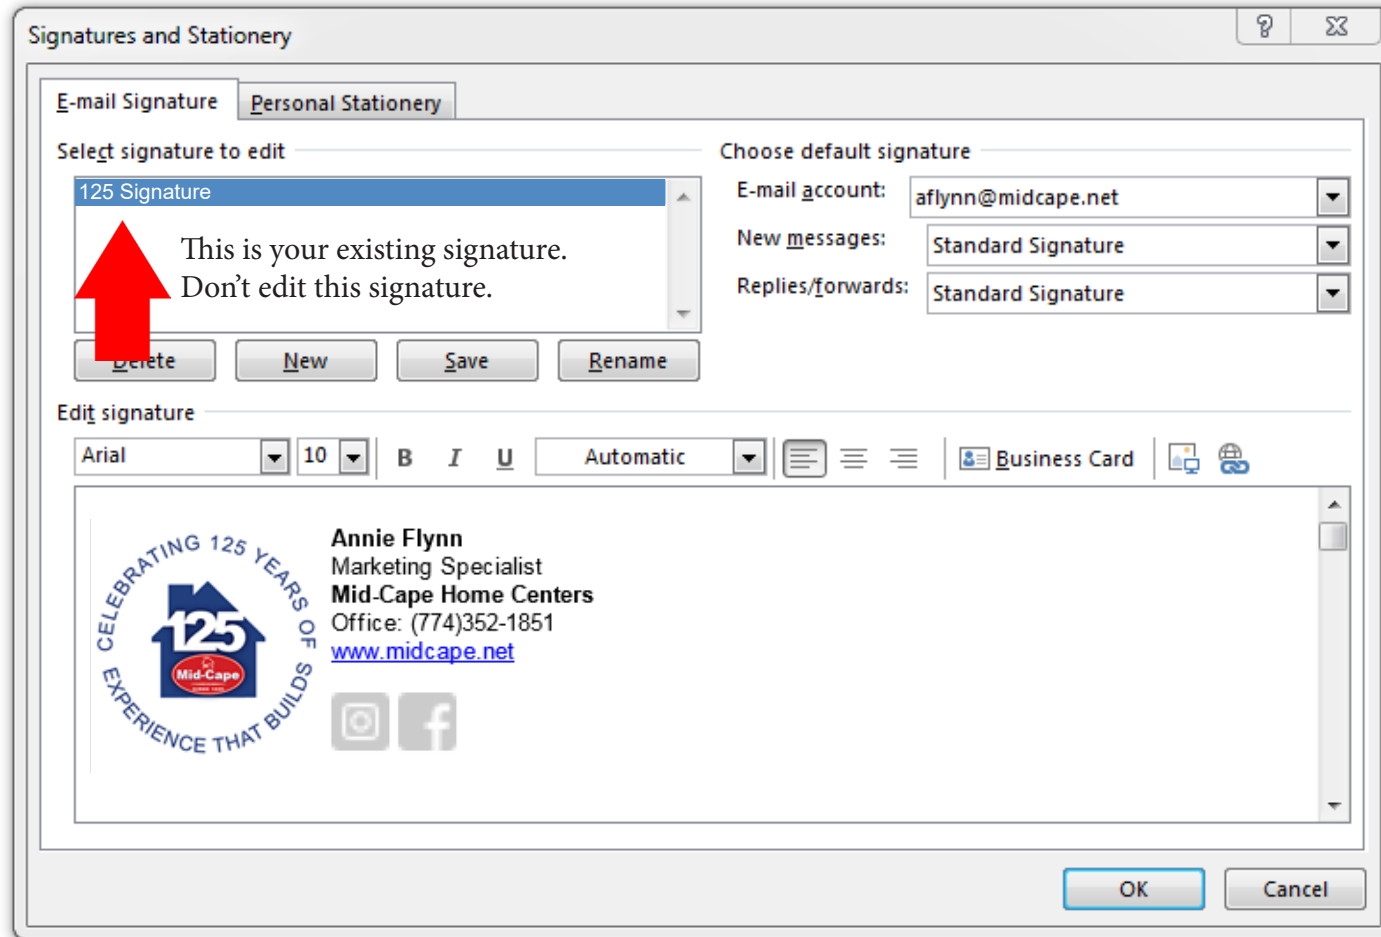 Signatures and Stationery
E-mail Signature
Personal Stationery
Select signature to edit
Choose default signature
125 Signature
This is your existing signature.
Don’t edit this signature.
E-mail account:
aflynn@midcape.net
New messages:
Standard Signature
Replies/forwards:
Standard Signature
Delete
New
Save
Rename
Edit signature
Arial
10
B
I
U
Automatic
Business Card
CELEBRATING 125 YEARS OF
EXPERIENCE THAT BUILDS
125
Mid-Cape
Annie Flynn
Marketing Specialist
Mid-Cape Home Centers
Office: (774)352-1851
www.midcape.net
OK
Cancel